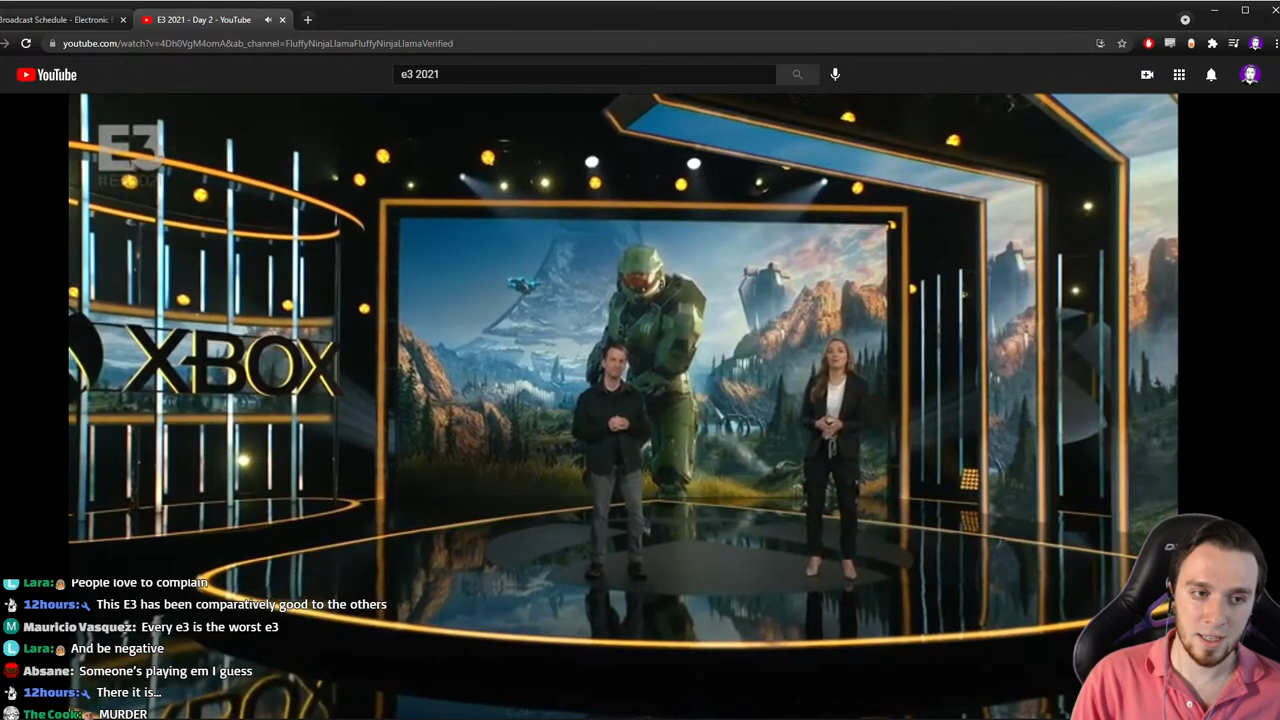 Broadcast Schedule - Electronic E
E3 2021 - Day 2 - YouTube
youtube.com/watch?v=4Dh0VgM4omA&ab_channel=FluffyNinjaLlamaFluffyNinjaLlamaVerified
YouTube
e3 2021
E3
XBOX
L Lara: People love to complain
12hours: This E3 has been comparatively good to the others
M Mauricio Vasquez: Every e3 is the worst e3
L Lara: And be negative
Absane: Someone's playing em I guess
12hours: There it is...
The Cook: MURDER